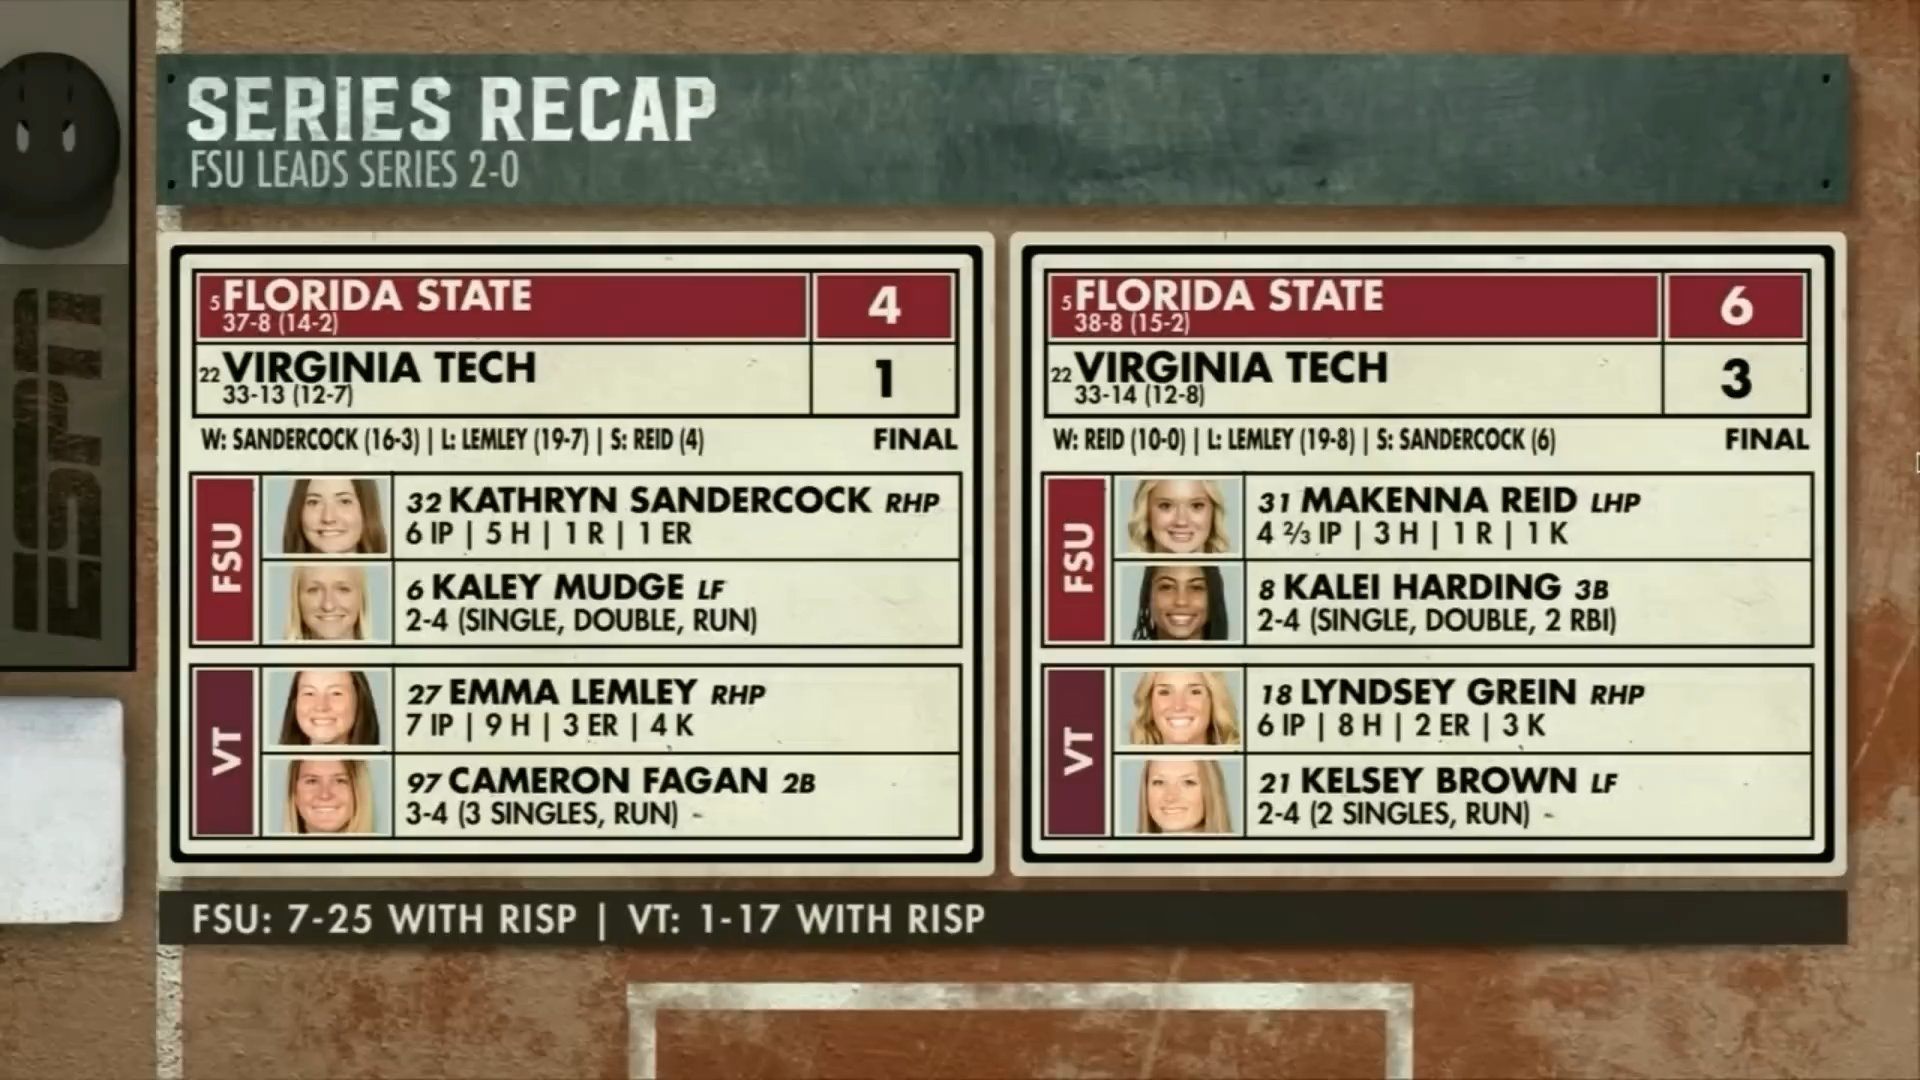 SERIES RECAP
FSU LEADS SERIES 2-0
ESPN
5 FLORIDA STATE 4
37-8 (14-2)
22 VIRGINIA TECH 1
33-13 (12-7)
W: SANDERCOCK (16-3) | L: LEMLEY (19-7) | S: REID (4) FINAL
FSU
32 KATHRYN SANDERCOCK RHP
6 IP | 5 H | 1 R | 1 ER
6 KALEY MUDGE LF
2-4 (SINGLE, DOUBLE, RUN)
VT
27 EMMA LEMLEY RHP
7 IP | 9 H | 3 ER | 4 K
97 CAMERON FAGAN 2B
3-4 (3 SINGLES, RUN)
5 FLORIDA STATE 6
38-8 (15-2)
22 VIRGINIA TECH 3
33-14 (12-8)
W: REID (10-0) | L: LEMLEY (19-8) | S: SANDERCOCK (6) FINAL
FSU
31 MAKENNA REID LHP
4 ⅔ IP | 3 H | 1 R | 1 K
8 KALEI HARDING 3B
2-4 (SINGLE, DOUBLE, 2 RBI)
VT
18 LYNDSEY GREIN RHP
6 IP | 8 H | 2 ER | 3 K
21 KELSEY BROWN LF
2-4 (2 SINGLES, RUN)
FSU: 7-25 WITH RISP | VT: 1-17 WITH RISP